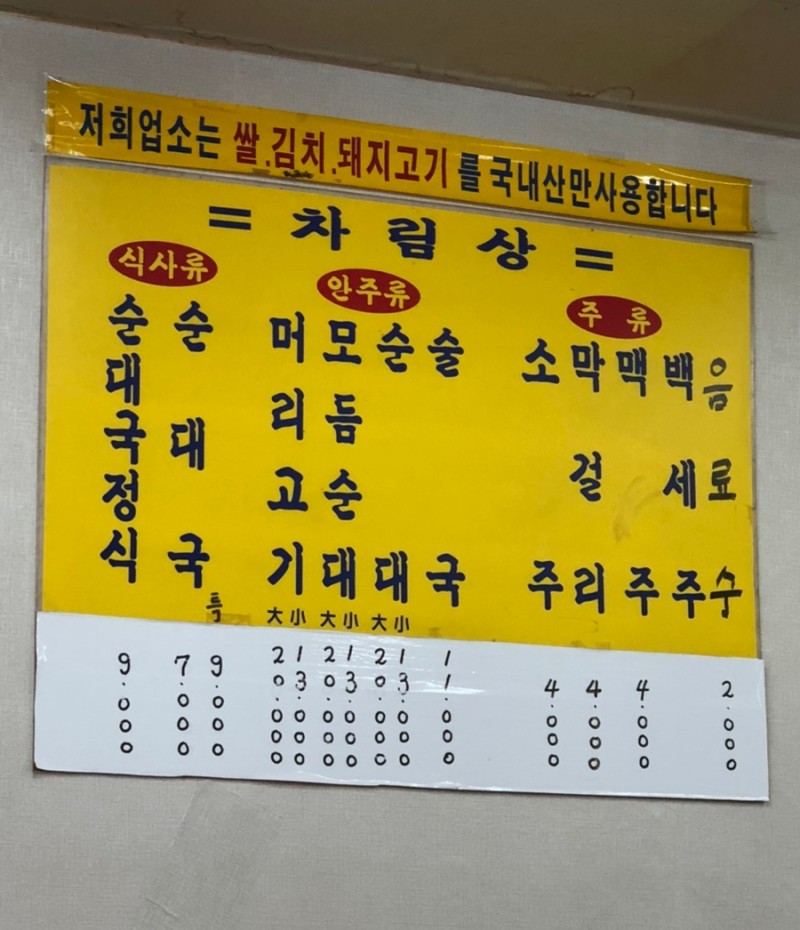 저희업소는 쌀.김치.돼지고기를 국내산만사용합니다
= 차림상 =
식사류
순대국정식 9.000
순대국 7.000
특 9.000
안주류
머리고기 大 20.000 小 13.000
모듬순대 大 20.000 小 13.000
순대 大 20.000 小 13.000
술국 11.000
주류
소주 4.000
막걸리 4.000
맥주 4.000
백세주
음료수 2.000